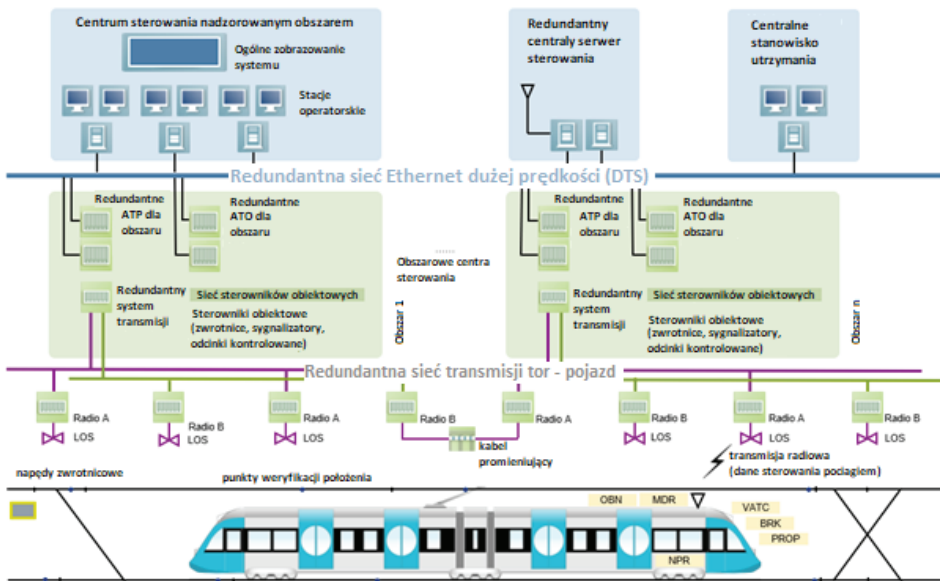 Centrum sterowania nadzorowanym obszarem
Ogólne zobrazowanie
systemu
Stacje
operatorskie
Redundantny
centraly serwer
sterowania
Centralne
stanowisko
utrzymania
Redundantna sieć Ethernet dużej prędkości (DTS)
Redundantne
ATP dla
obszaru
Redundantne
ATO dla
obszaru
Redundantny
system
transmisji
Sieć sterowników obiektowych
Sterowniki obiektowe
(zwrotnice, sygnalizatory,
odcinki kontrolowane)
Obszarowe centra
sterowania
Obszar 1
Redundantne
ATP dla
obszaru
Redundantne
ATO dla
obszaru
Redundantny
system
transmisji
Sieć sterowników obiektowych
Sterowniki obiektowe
(zwrotnice, sygnalizatory,
odcinki kontrolowane)
Obszar n
Redundantna sieć transmisji tor - pojazd
Radio A
LOS
Radio B
LOS
Radio A
LOS
Radio B
Radio A
kabel
promieniujący
Radio B
LOS
Radio A
LOS
Radio B
LOS
napędy zwrotnicowe
punkty weryfikacji położenia
transmisja radiowa
(dane sterowania pociagiem)
OBN
MDR
VATC
BRK
PROP
NPR